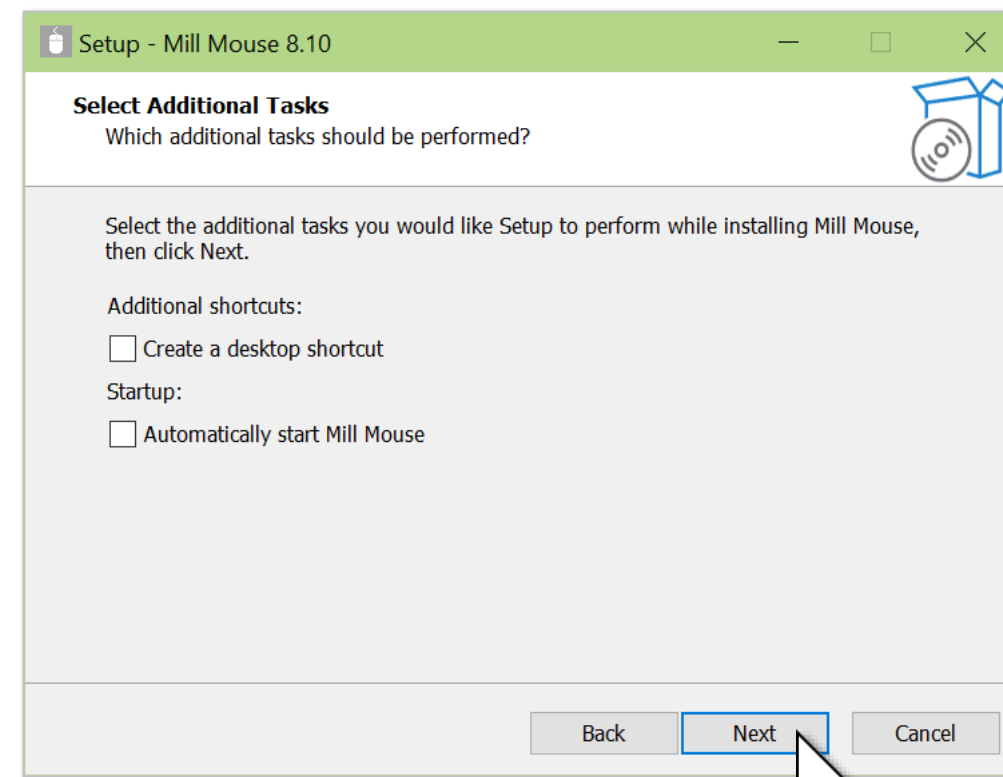 Setup - Mill Mouse 8.10
Select Additional Tasks
Which additional tasks should be performed?
Select the additional tasks you would like Setup to perform while installing Mill Mouse,
then click Next.
Additional shortcuts:
Create a desktop shortcut
Startup:
Automatically start Mill Mouse
Back Next Cancel